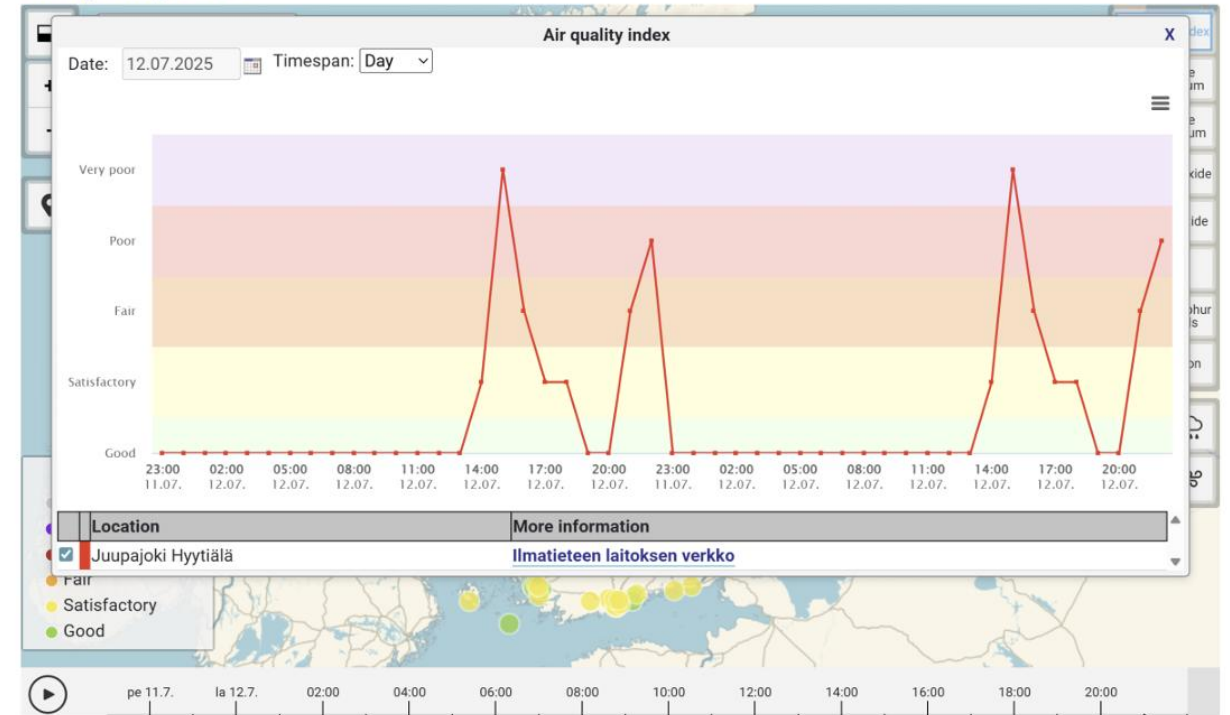 Air quality index
X
Date: 12.07.2025 Timespan: Day
Very poor
Poor
Fair
Satisfactory
Good
23:00 02:00 05:00 08:00 11:00 14:00 17:00 20:00 23:00 02:00 05:00 08:00 11:00 14:00 17:00 20:00
11.07. 12.07. 12.07. 12.07. 12.07. 12.07. 12.07. 12.07. 11.07. 12.07. 12.07. 12.07. 12.07. 12.07. 12.07. 12.07.
Location More information
Juupajoki Hyytiälä Ilmatieteen laitoksen verkko
Fair
Satisfactory
Good
pe 11.7. la 12.7. 02:00 04:00 06:00 08:00 10:00 12:00 14:00 16:00 18:00 20:00